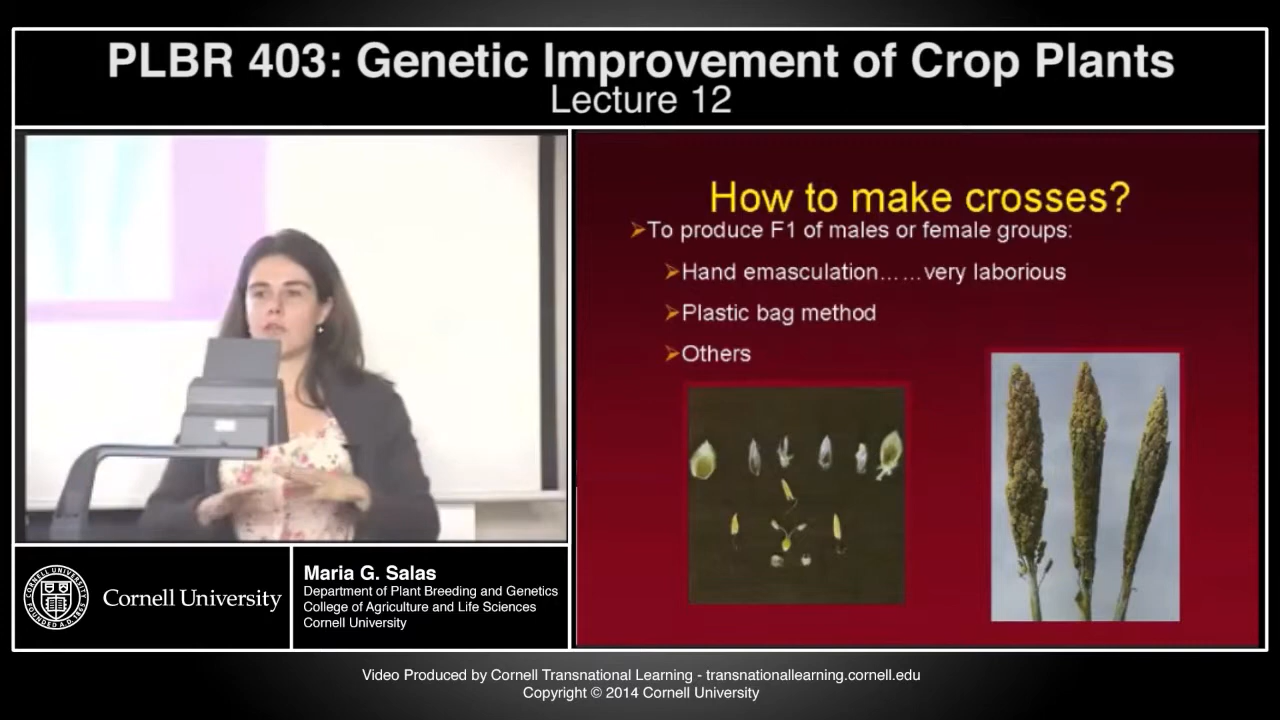 PLBR 403: Genetic Improvement of Crop Plants
Lecture 12
How to make crosses?
➢To produce F1 of males or female groups:
➢Hand emasculation……very laborious
➢Plastic bag method
➢Others
Cornell University
Maria G. Salas
Department of Plant Breeding and Genetics
College of Agriculture and Life Sciences
Cornell University
Video Produced by Cornell Transnational Learning - transnationallearning.cornell.edu
Copyright © 2014 Cornell University